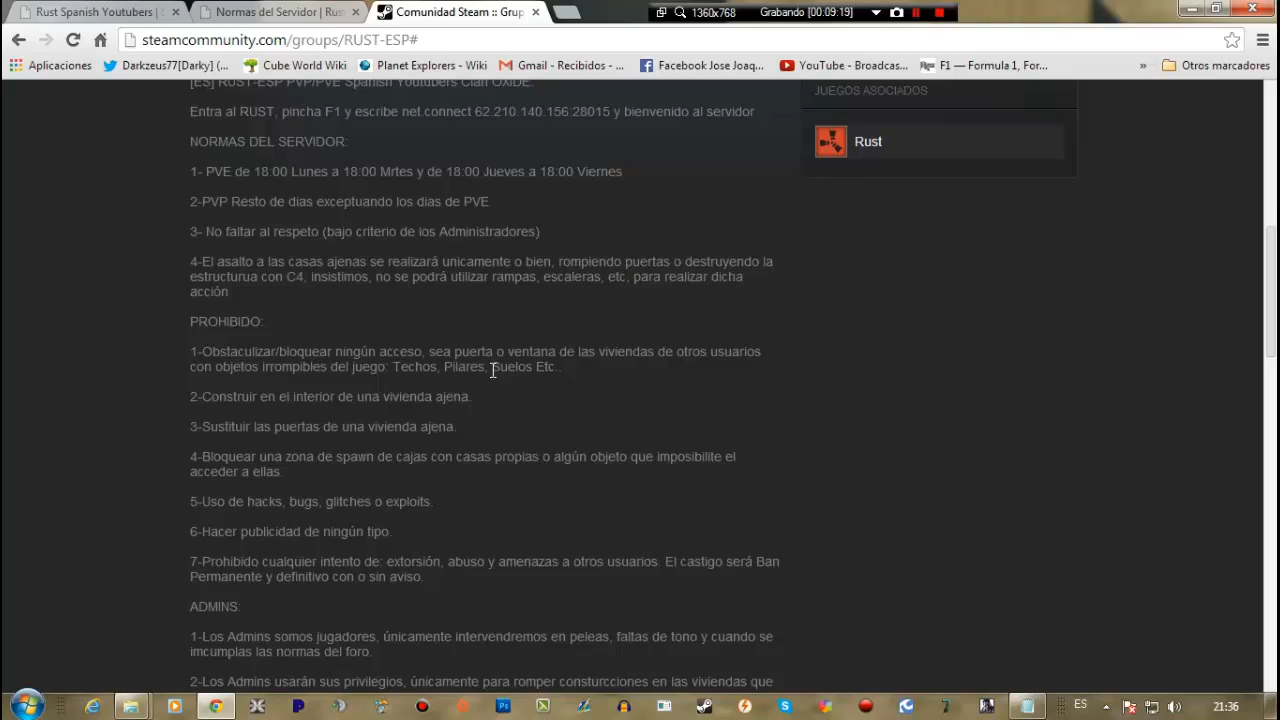 Rust Spanish Youtubers |
Normas del Servidor | Rus
Comunidad Steam :: Grup
1360x768
Grabando [00:09:19]
steamcommunity.com/groups/RUST-ESP#
Aplicaciones
Darkzeus77[Darky] (...
Cube World Wiki
Planet Explorers - Wiki
Gmail - Recibidos - ...
Facebook Jose Joaq...
YouTube - Broadcas...
F1 — Formula 1, For...
»
Otros marcadores
[ES] RUST-ESP PVP/PVE Spanish Youtubers Clan OXIDE.
JUEGOS ASOCIADOS
Rust
Entra al RUST, pincha F1 y escribe net.connect 62.210.140.156:28015 y bienvenido al servidor
NORMAS DEL SERVIDOR:
1- PVE de 18:00 Lunes a 18:00 Mrtes y de 18:00 Jueves a 18:00 Viernes
2-PVP Resto de dias exceptuando los dias de PVE
3- No faltar al respeto (bajo criterio de los Administradores)
4-El asalto a las casas ajenas se realizará unicamente o bien, rompiendo puertas o destruyendo la
estructurua con C4, insistimos, no se podrá utilizar rampas, escaleras, etc, para realizar dicha
acción
PROHIBIDO:
1-Obstaculizar/bloquear ningún acceso, sea puerta o ventana de las viviendas de otros usuarios
con objetos irrompibles del juego: Techos, Pilares, Suelos Etc..
2-Construir en el interior de una vivienda ajena.
3-Sustituir las puertas de una vivienda ajena.
4-Bloquear una zona de spawn de cajas con casas propias o algún objeto que imposibilite el
acceder a ellas.
5-Uso de hacks, bugs, glitches o exploits.
6-Hacer publicidad de ningún tipo.
7-Prohibido cualquier intento de: extorsión, abuso y amenazas a otros usuarios. El castigo será Ban
Permanente y definitivo con o sin aviso.
ADMINS:
1-Los Admins somos jugadores, únicamente intervendremos en peleas, faltas de tono y cuando se
imcumplas las normas del foro.
2-Los Admins usarán sus privilegios, únicamente para romper consturcciones en las viviendas que
ES
21:36